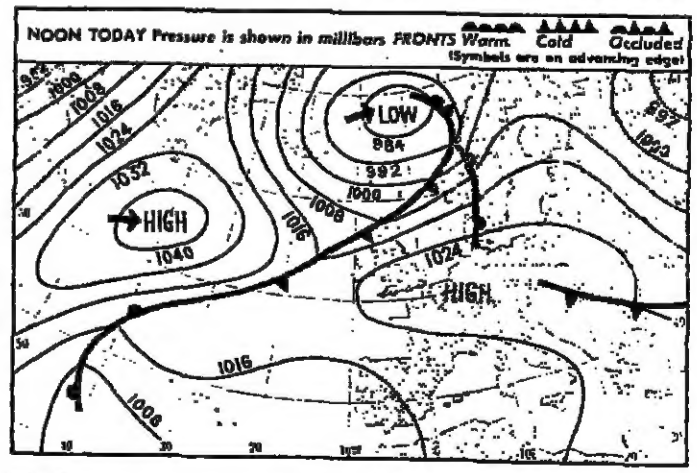 NOON TODAY Pressure is shown in millibars FRONTS Warm Cold Occluded
(Symbols are on advancing edge)
1000
1008
1016
1024
1032
HIGH
1040
LOW
984
992
1000
1008
1016
1024
HIGH
1016
1008